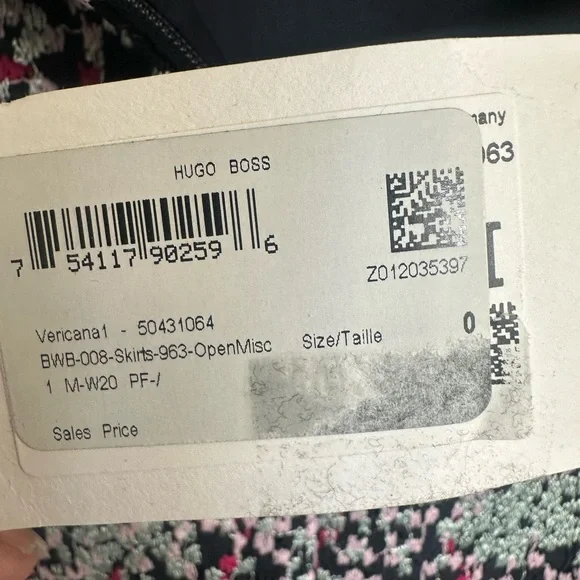 HUGO BOSS
many
963
7 54117 90259 6
Z012035397
Vericana1 - 50431064
BWB-008-Skirts-963-OpenMisc
Size/Taille 0
1 M-W20 PF-/
Sales Price